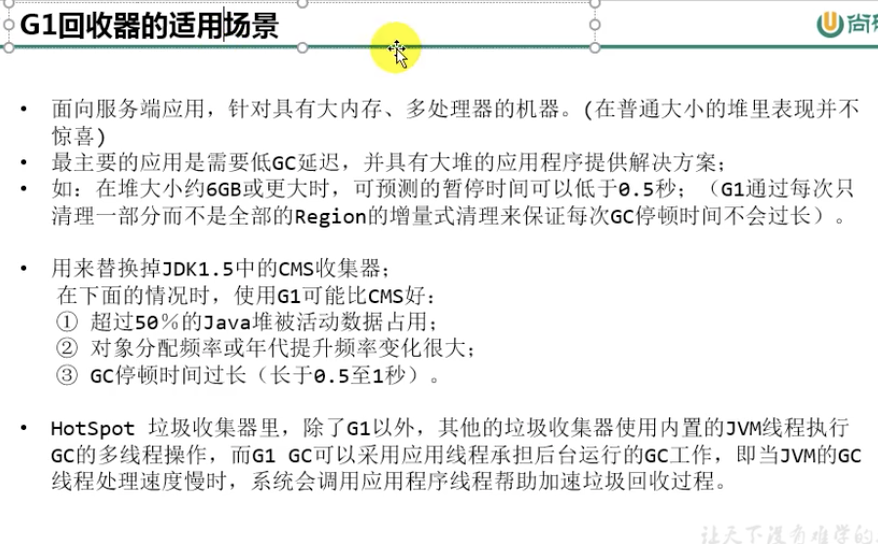 G1回收器的适用场景
尚硅
• 面向服务端应用，针对具有大内存、多处理器的机器。(在普通大小的堆里表现并不
惊喜)
• 最主要的应用是需要低GC延迟，并具有大堆的应用程序提供解决方案；
• 如：在堆大小约6GB或更大时，可预测的暂停时间可以低于0.5秒；（G1通过每次只
清理一部分而不是全部的Region的增量式清理来保证每次GC停顿时间不会过长）。
• 用来替换掉JDK1.5中的CMS收集器；
在下面的情况时，使用G1可能比CMS好：
① 超过50％的Java堆被活动数据占用；
② 对象分配频率或年代提升频率变化很大；
③ GC停顿时间过长（长于0.5至1秒）。
• HotSpot 垃圾收集器里，除了G1以外，其他的垃圾收集器使用内置的JVM线程执行
GC的多线程操作，而G1 GC可以采用应用线程承担后台运行的GC工作，即当JVM的GC
线程处理速度慢时，系统会调用应用程序线程帮助加速垃圾回收过程。
让天下没有难学的